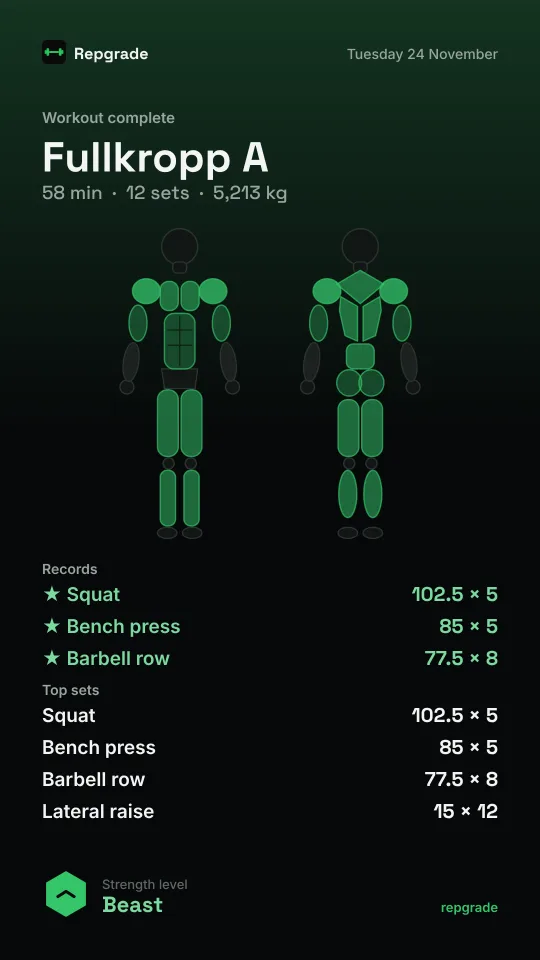 Repgrade
Tuesday 24 November
Workout complete
Fullkropp A
58 min · 12 sets · 5,213 kg
Records
★ Squat 102.5 × 5
★ Bench press 85 × 5
★ Barbell row 77.5 × 8
Top sets
Squat 102.5 × 5
Bench press 85 × 5
Barbell row 77.5 × 8
Lateral raise 15 × 12
Strength level
Beast
repgrade